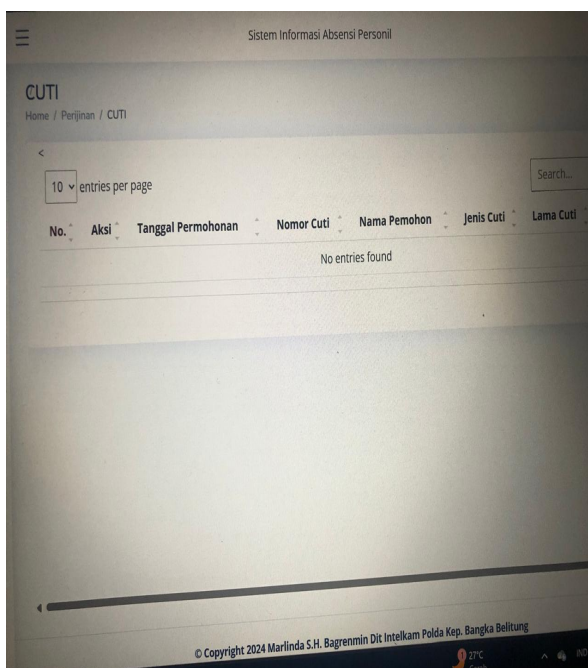 Sistem Informasi Absensi Personil
CUTI
Home / Perijinan / CUTI
<
10 entries per page
Search...
No. Aksi Tanggal Permohonan Nomor Cuti Nama Pemohon Jenis Cuti Lama Cuti
No entries found
© Copyright 2024 Marlinda S.H. Bagrenmin Dit Intelkam Polda Kep. Bangka Belitung
27°C